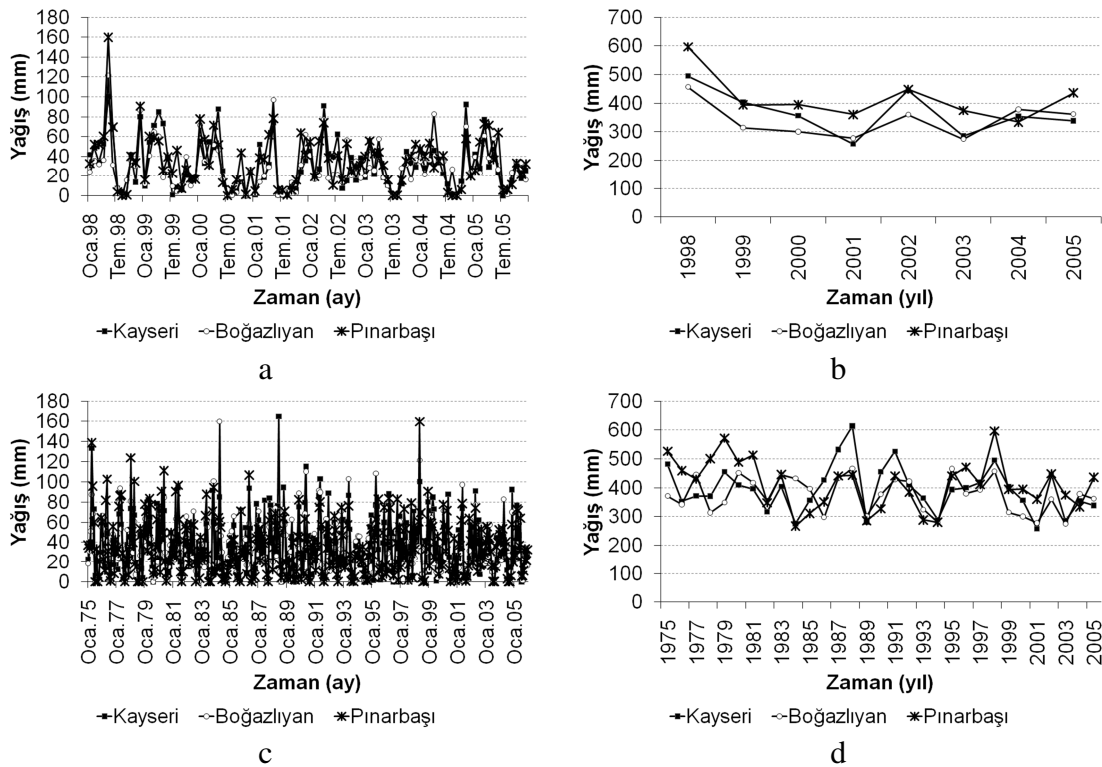 180
160
140
120
100
80
60
40
20
0
Yağış (mm)
Oca.98
Tem.98
Oca.99
Tem.99
Oca.00
Tem.00
Oca.01
Tem.01
Oca.02
Tem.02
Oca.03
Tem.03
Oca.04
Tem.04
Oca.05
Tem.05
Zaman (ay)
Kayseri Boğazlıyan Pınarbaşı
a
700
600
500
400
300
200
100
0
Yağış (mm)
1998
1999
2000
2001
2002
2003
2004
2005
Zaman (yıl)
Kayseri Boğazlıyan Pınarbaşı
b
180
160
140
120
100
80
60
40
20
0
Yağış (mm)
Oca.75
Oca.77
Oca.79
Oca.81
Oca.83
Oca.85
Oca.87
Oca.89
Oca.91
Oca.93
Oca.95
Oca.97
Oca.99
Oca.01
Oca.03
Oca.05
Zaman (ay)
Kayseri Boğazlıyan Pınarbaşı
c
700
600
500
400
300
200
100
0
Yağış (mm)
1975
1977
1979
1981
1983
1985
1987
1989
1991
1993
1995
1997
1999
2001
2003
2005
Zaman (yıl)
Kayseri Boğazlıyan Pınarbaşı
d